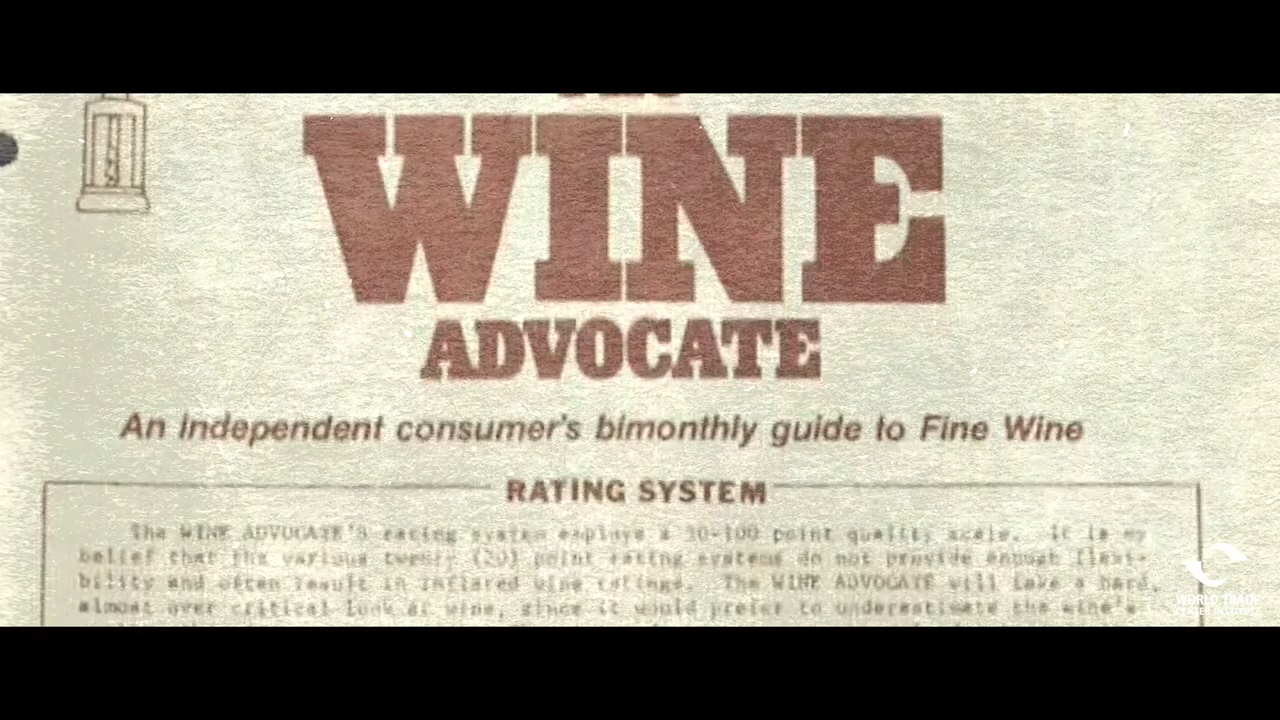 WINE
ADVOCATE
An independent consumer's bimonthly guide to Fine Wine
RATING SYSTEM
The WINE ADVOCATE'S rating system employs a 50-100 point quality scale. It is my
belief that the various twenty (20) point rating systems do not provide enough flexi-
bility and often result in inflated wine ratings. The WINE ADVOCATE will take a hard,
almost over critical look at wine, since it would prefer to underestimate the wine's
WORLD TRADE